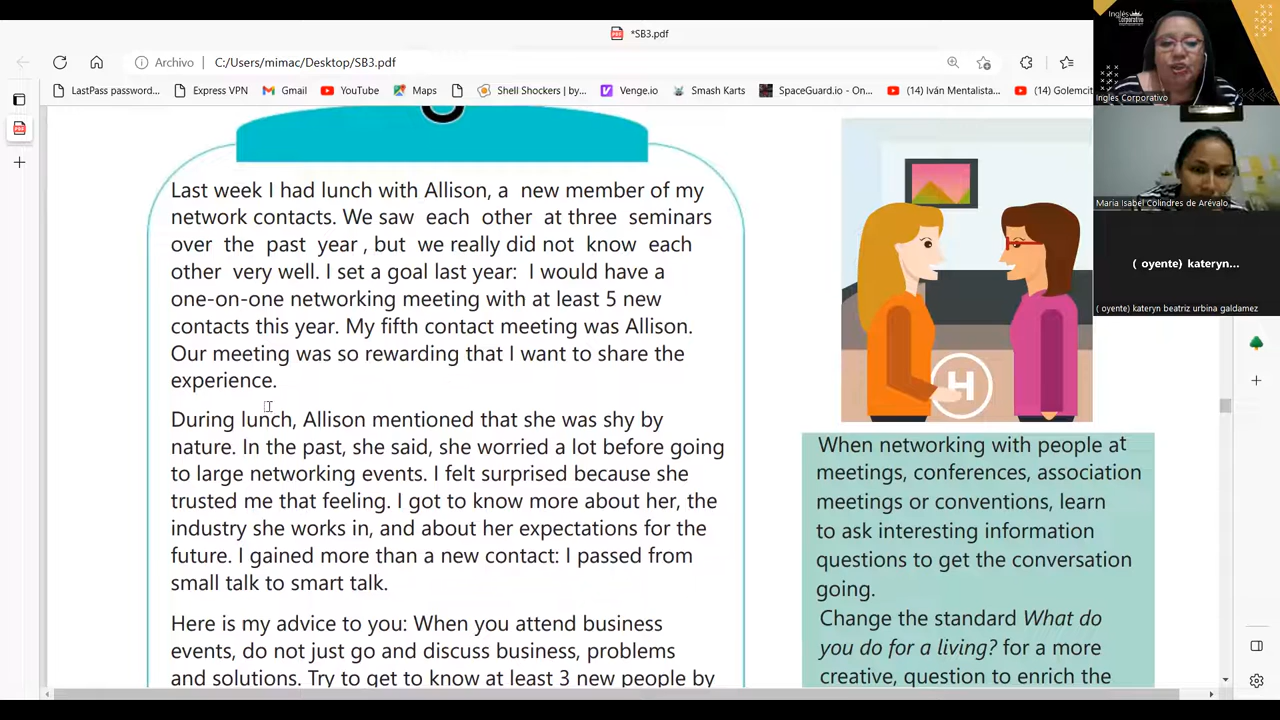 *SB3.pdf
Archivo
C:/Users/mimac/Desktop/SB3.pdf
LastPass password...
Express VPN
Gmail
YouTube
Maps
Shell Shockers | by...
Venge.io
Smash Karts
SpaceGuard.io - On...
(14) Iván Mentalista...
(14) Golemcit
Last week I had lunch with Allison, a new member of my
network contacts. We saw each other at three seminars
over the past year , but we really did not know each
other very well. I set a goal last year: I would have a
one-on-one networking meeting with at least 5 new
contacts this year. My fifth contact meeting was Allison.
Our meeting was so rewarding that I want to share the
experience.
During lunch, Allison mentioned that she was shy by
nature. In the past, she said, she worried a lot before going
to large networking events. I felt surprised because she
trusted me that feeling. I got to know more about her, the
industry she works in, and about her expectations for the
future. I gained more than a new contact: I passed from
small talk to smart talk.
Here is my advice to you: When you attend business
events, do not just go and discuss business, problems
and solutions. Try to get to know at least 3 new people by
H
When networking with people at
meetings, conferences, association
meetings or conventions, learn
to ask interesting information
questions to get the conversation
going.
Change the standard What do
you do for a living? for a more
creative, question to enrich the
Inglés
Corporativo
Ingles Corporativo
Maria Isabel Colindres de Arévalo
( oyente) kateryn...
( oyente) kateryn beatriz urbina galdamez